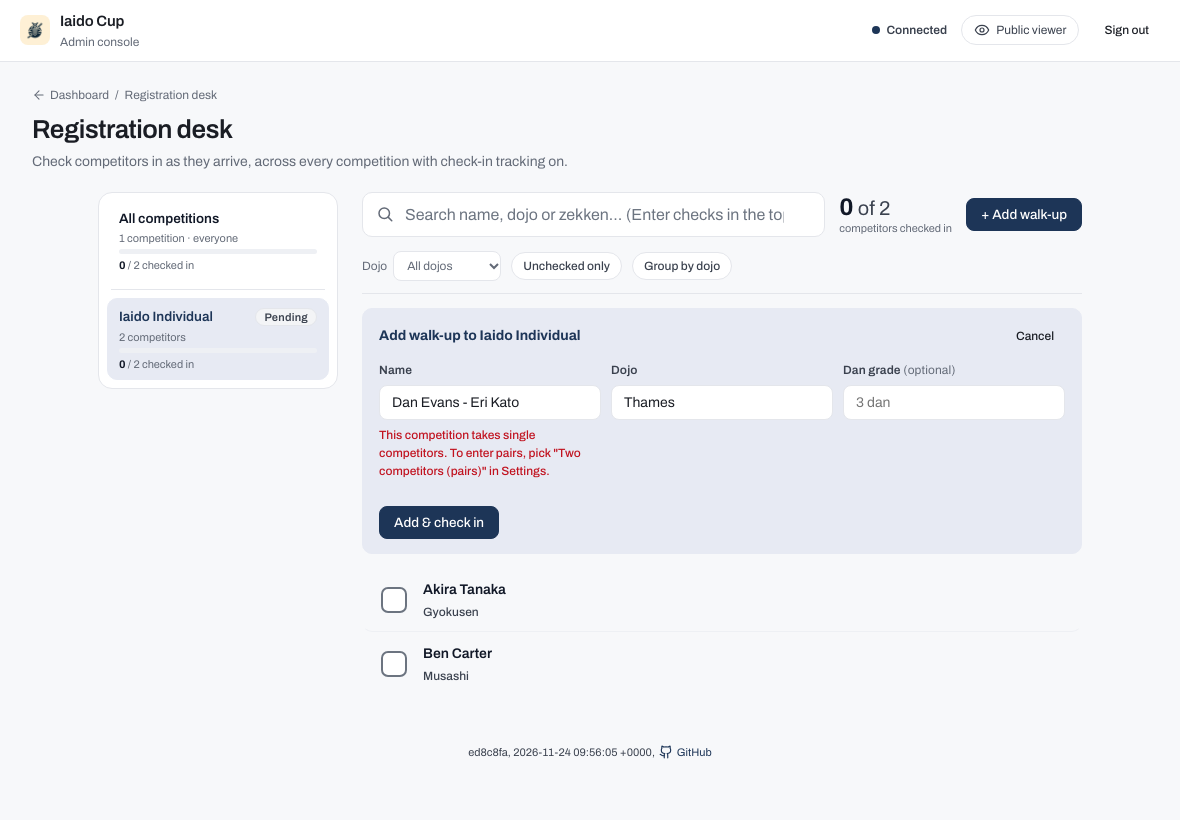 Iaido Cup
Admin console
Connected
Public viewer
Sign out
Dashboard / Registration desk
Registration desk
Check competitors in as they arrive, across every competition with check-in tracking on.
All competitions
1 competition · everyone
0 / 2 checked in
Iaido Individual
Pending
2 competitors
0 / 2 checked in
Search name, dojo or zekken... (Enter checks in the to
0 of 2
competitors checked in
+ Add walk-up
Dojo
All dojos
Unchecked only
Group by dojo
Add walk-up to Iaido Individual
Cancel
Name
Dojo
Dan grade (optional)
Dan Evans - Eri Kato
Thames
3 dan
This competition takes single
competitors. To enter pairs, pick "Two
competitors (pairs)" in Settings.
Add & check in
Akira Tanaka
Gyokusen
Ben Carter
Musashi
ed8c8fa, 2026-11-24 09:56:05 +0000, GitHub